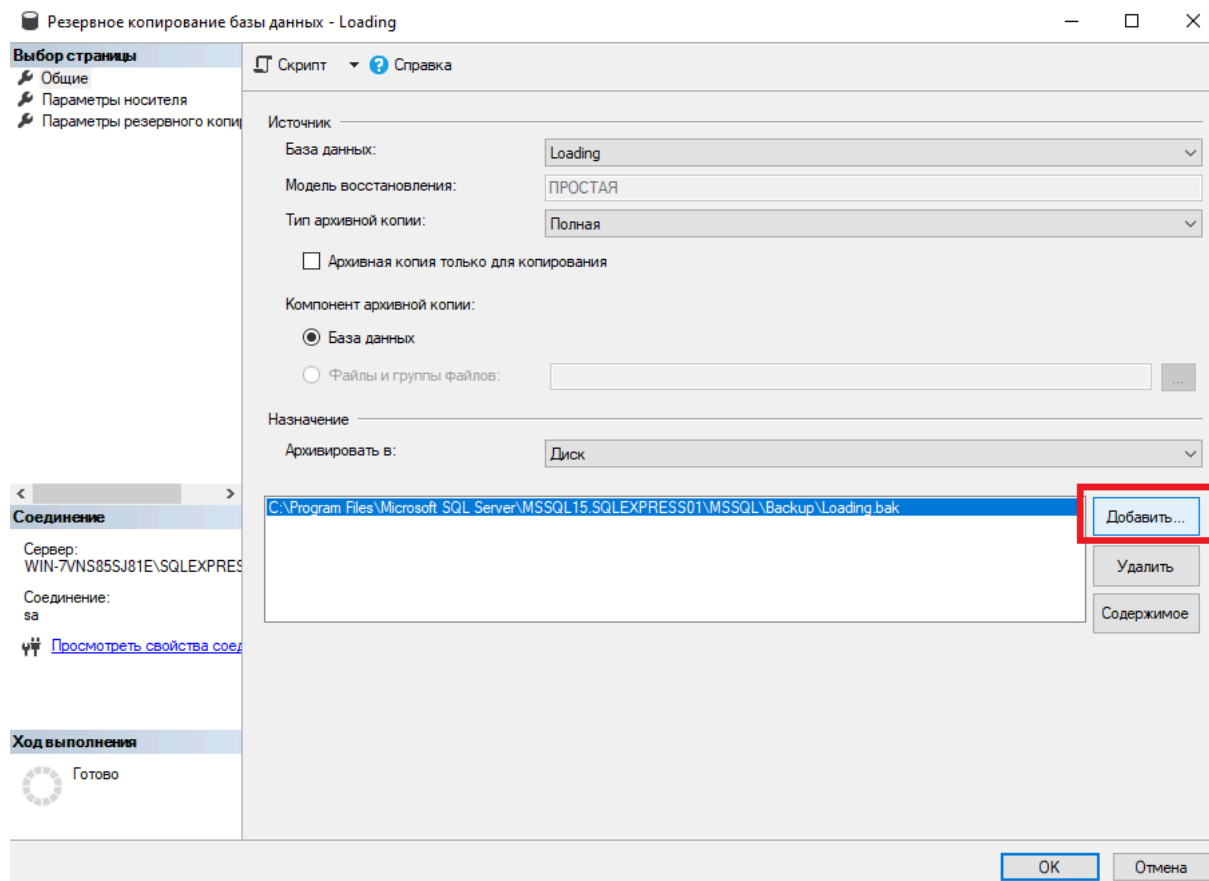 Резервное копирование базы данных - Loading
Выбор страницы
Общие
Параметры носителя
Параметры резервного копир
Скрипт
Справка
Источник
База данных:
Loading
Модель восстановления:
ПРОСТАЯ
Тип архивной копии:
Полная
Архивная копия только для копирования
Компонент архивной копии:
База данных
Файлы и группы файлов:
...
Назначение
Архивировать в:
Диск
C:\Program Files\Microsoft SQL Server\MSSQL15.SQLEXPRESS01\MSSQL\Backup\Loading.bak
Добавить...
Удалить
Содержимое
Соединение
Сервер:
WIN-7VNS85SJ81E\SQLEXPRES
Соединение:
sa
Просмотреть свойства соед
Ход выполнения
Готово
OK
Отмена